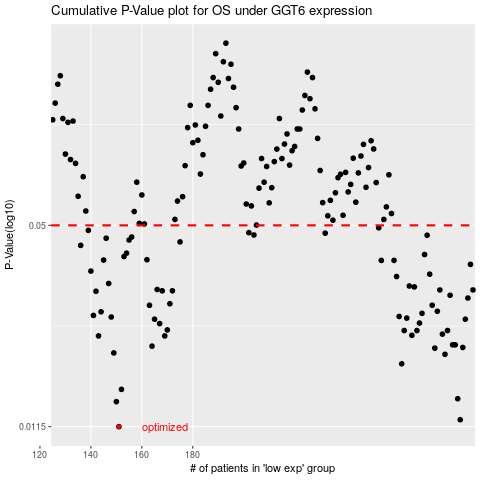 Cumulative P-Value plot for OS under GGT6 expression
P-Value(log10)
0.05
0.0115
optimized
120 140 160 180
# of patients in 'low exp' group